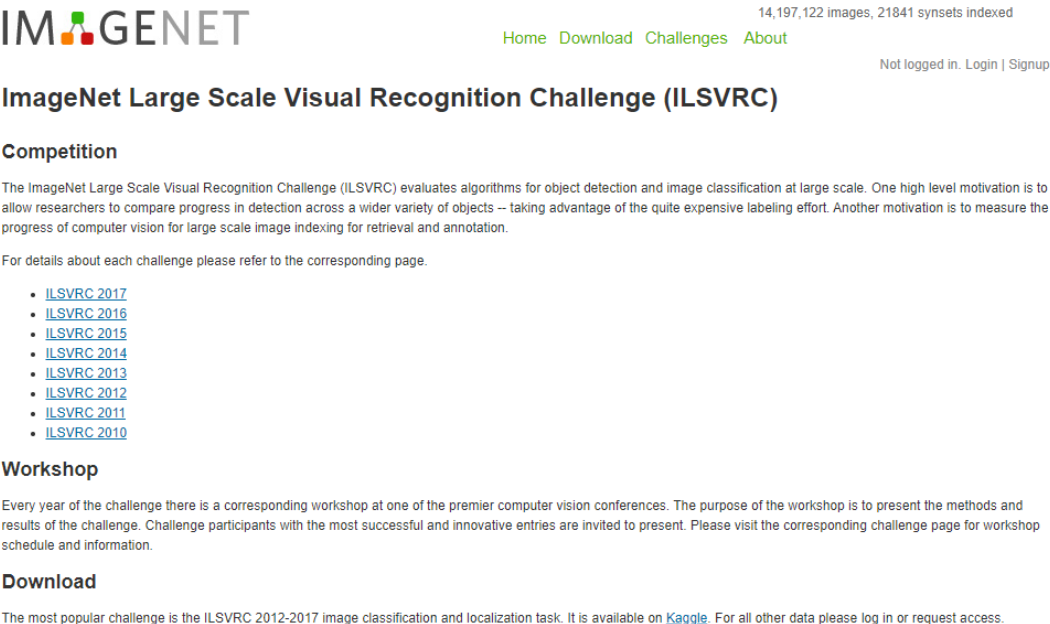 IMAGENET
14,197,122 images, 21841 synsets indexed
Home Download Challenges About
Not logged in. Login | Signup
ImageNet Large Scale Visual Recognition Challenge (ILSVRC)
Competition
The ImageNet Large Scale Visual Recognition Challenge (ILSVRC) evaluates algorithms for object detection and image classification at large scale. One high level motivation is to
allow researchers to compare progress in detection across a wider variety of objects -- taking advantage of the quite expensive labeling effort. Another motivation is to measure the
progress of computer vision for large scale image indexing for retrieval and annotation.
For details about each challenge please refer to the corresponding page.
• ILSVRC 2017
• ILSVRC 2016
• ILSVRC 2015
• ILSVRC 2014
• ILSVRC 2013
• ILSVRC 2012
• ILSVRC 2011
• ILSVRC 2010
Workshop
Every year of the challenge there is a corresponding workshop at one of the premier computer vision conferences. The purpose of the workshop is to present the methods and
results of the challenge. Challenge participants with the most successful and innovative entries are invited to present. Please visit the corresponding challenge page for workshop
schedule and information.
Download
The most popular challenge is the ILSVRC 2012-2017 image classification and localization task. It is available on Kaggle. For all other data please log in or request access.